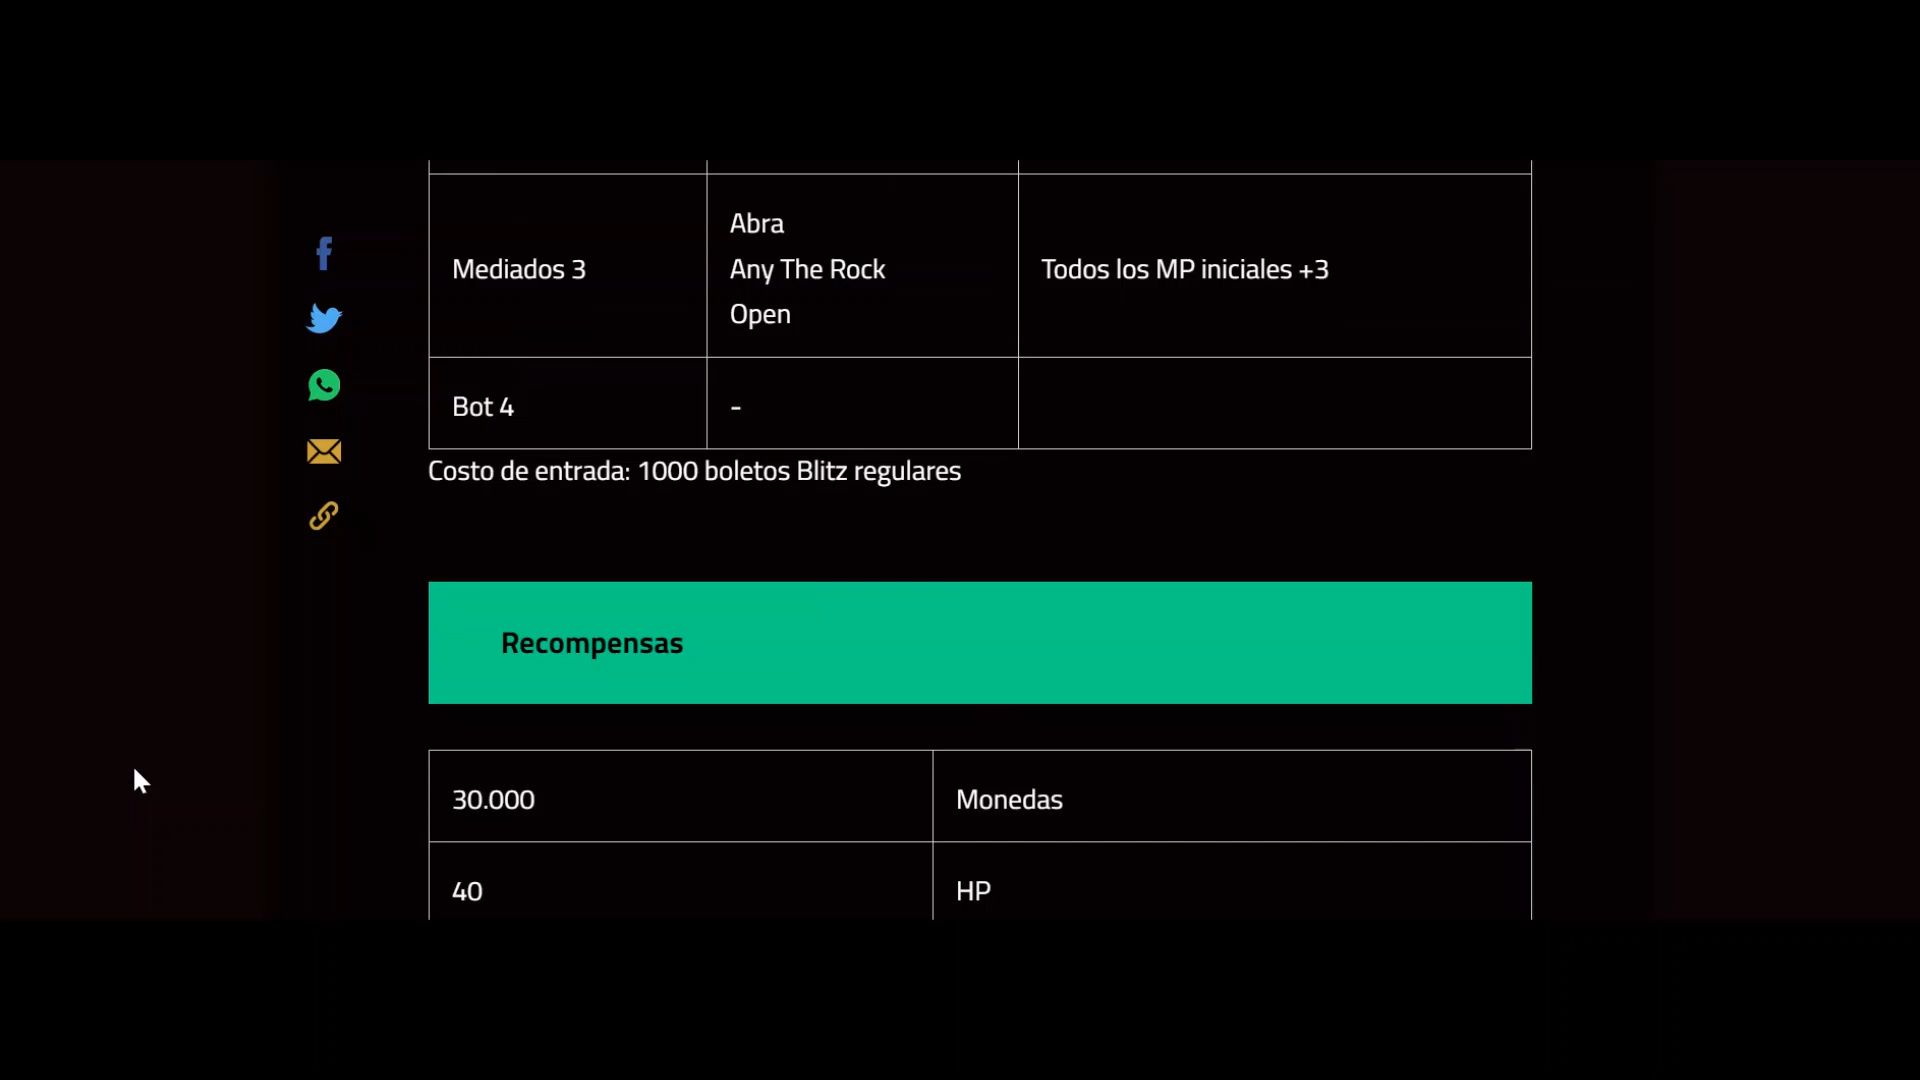 Abra
Mediados 3
Any The Rock
Todos los MP iniciales +3
Open
Bot 4
-
Costo de entrada: 1000 boletos Blitz regulares
Recompensas
30.000
Monedas
40
HP